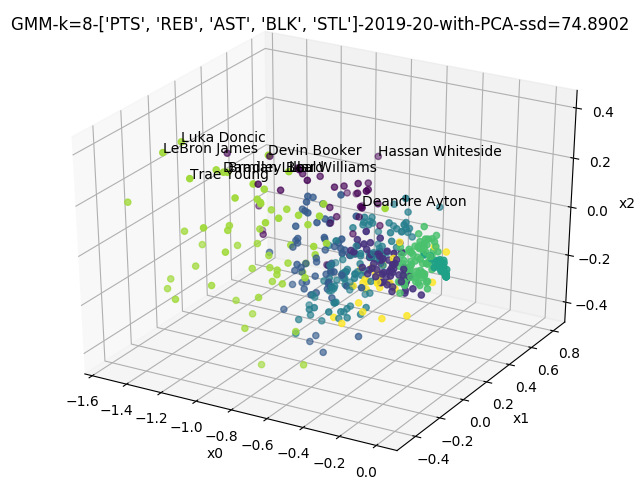 GMM-k=8-['PTS', 'REB', 'AST', 'BLK', 'STL']-2019-20-with-PCA-ssd=74.8902
Luka Doncic
LeBron James
Devin Booker
Hassan Whiteside
Bradley
Williams
Trae Young
Deandre Ayton
x2
0.4
0.2
0.0
−0.2
−0.4
x1
0.8
0.6
0.4
0.2
0.0
−0.2
−0.4
x0
−1.6
−1.4
−1.2
−1.0
−0.8
−0.6
−0.4
−0.2
0.0